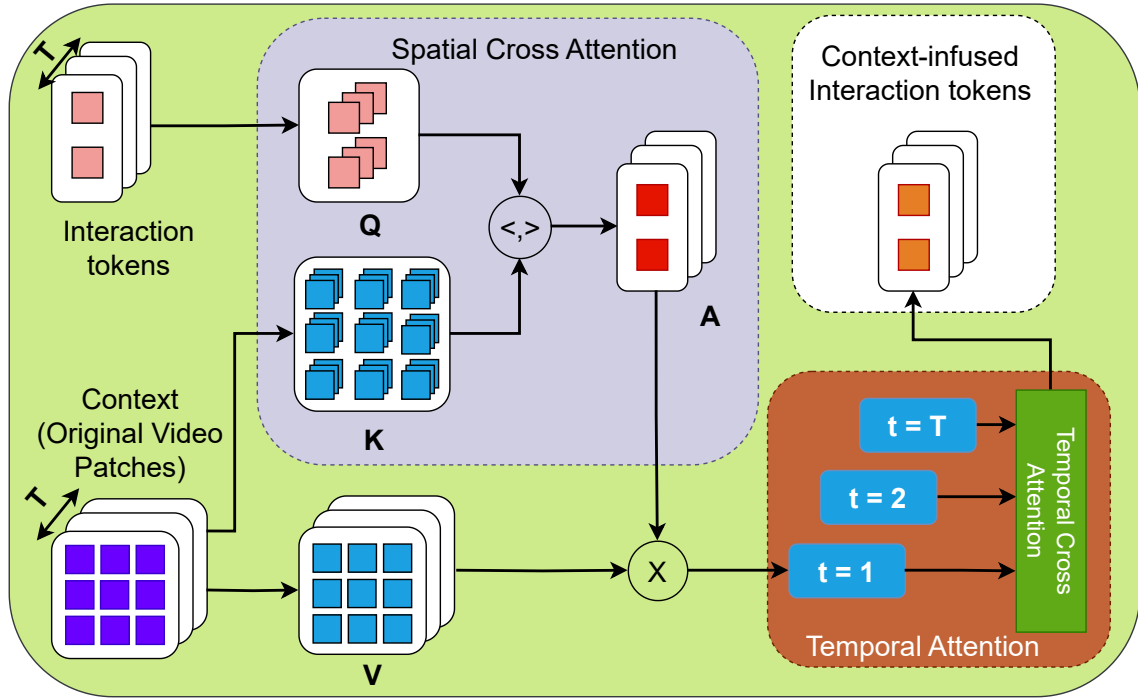 T
Interaction
tokens
Spatial Cross Attention
Q
<,>
K
A
Context-infused
Interaction tokens
Context
(Original Video
Patches)
T
V
X
t = T
t = 2
t = 1
Temporal Cross
Attention
Temporal Attention